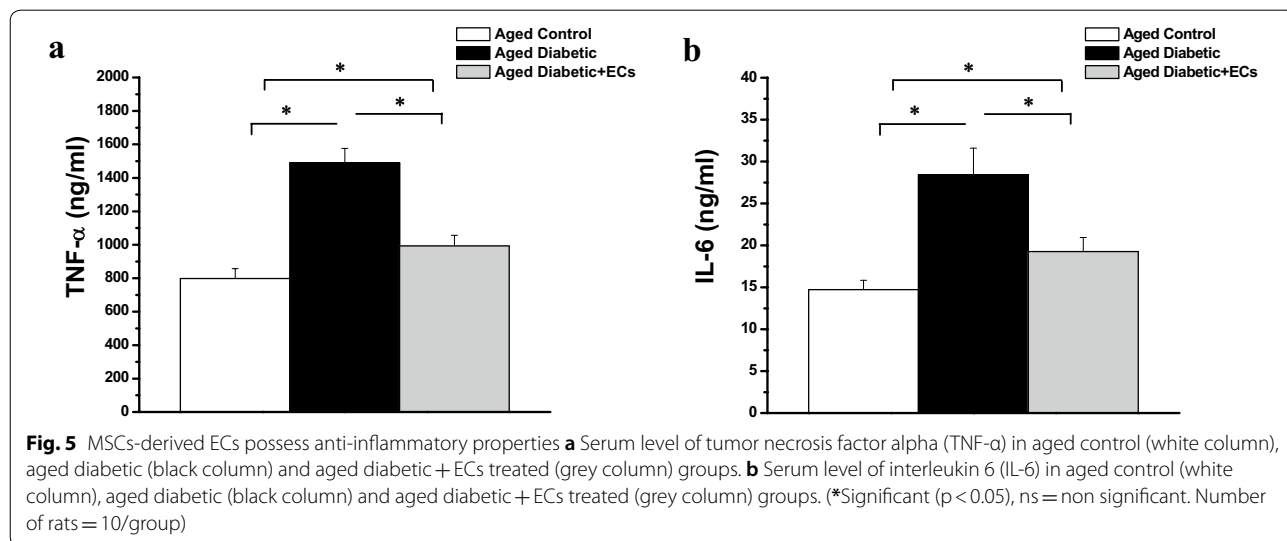 a
Aged Control
Aged Diabetic
Aged Diabetic+ECs
*
*
*
2000
1800
1600
1400
1200
1000
800
600
400
200
0
TNF-α (ng/ml)
b
Aged Control
Aged Diabetic
Aged Diabetic+ECs
*
*
*
40
35
30
25
20
15
10
5
0
IL-6 (ng/ml)
Fig. 5 MSCs-derived ECs possess anti-inflammatory properties a Serum level of tumor necrosis factor alpha (TNF-α) in aged control (white column),
aged diabetic (black column) and aged diabetic + ECs treated (grey column) groups. b Serum level of interleukin 6 (IL-6) in aged control (white
column), aged diabetic (black column) and aged diabetic + ECs treated (grey column) groups. (*Significant (p < 0.05), ns = non significant. Number
of rats = 10/group)